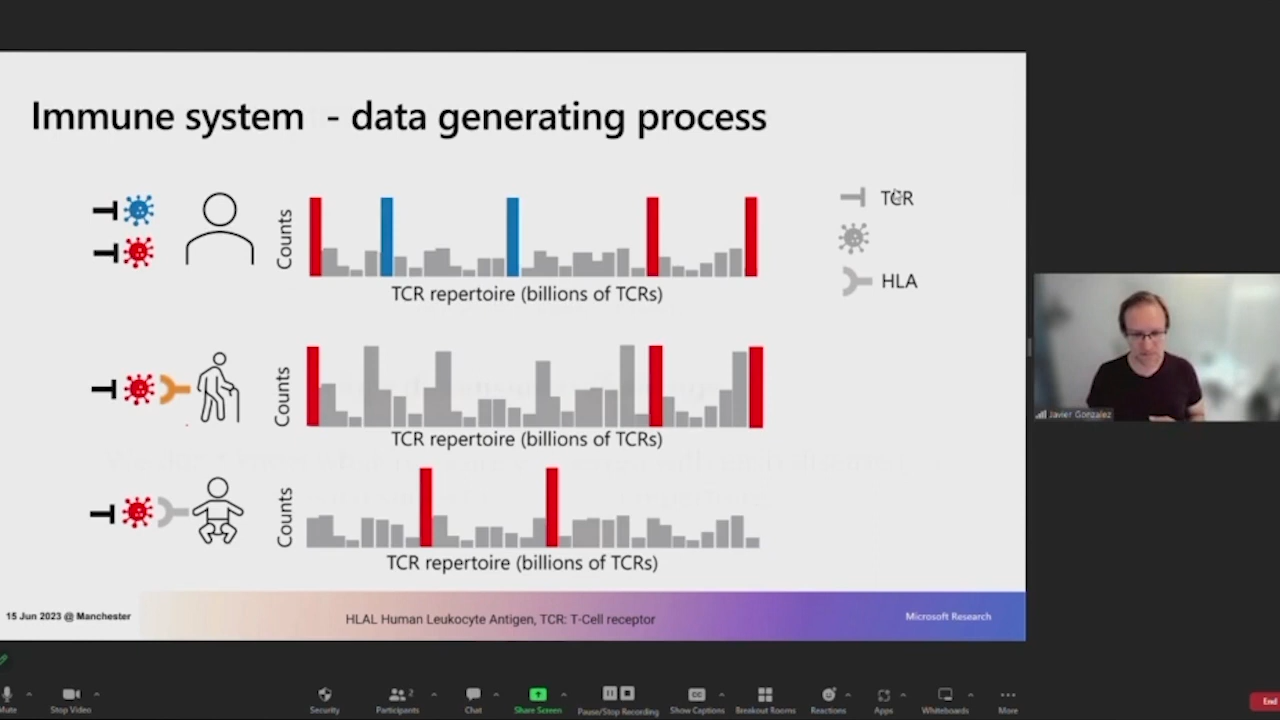 Immune system - data generating process
Counts
TCR repertoire (billions of TCRs)
TCR
HLA
Counts
TCR repertoire (billions of TCRs)
Counts
TCR repertoire (billions of TCRs)
Javier Gonzalez
15 Jun 2023 @ Manchester
HLAL Human Leukocyte Antigen, TCR: T-Cell receptor
Microsoft Research
Mute
Stop Video
Security
Participants
2
Chat
Share Screen
Pause/Stop Recording
CC
Show Captions
Breakout Rooms
Reactions
Apps
Whiteboards
More
End